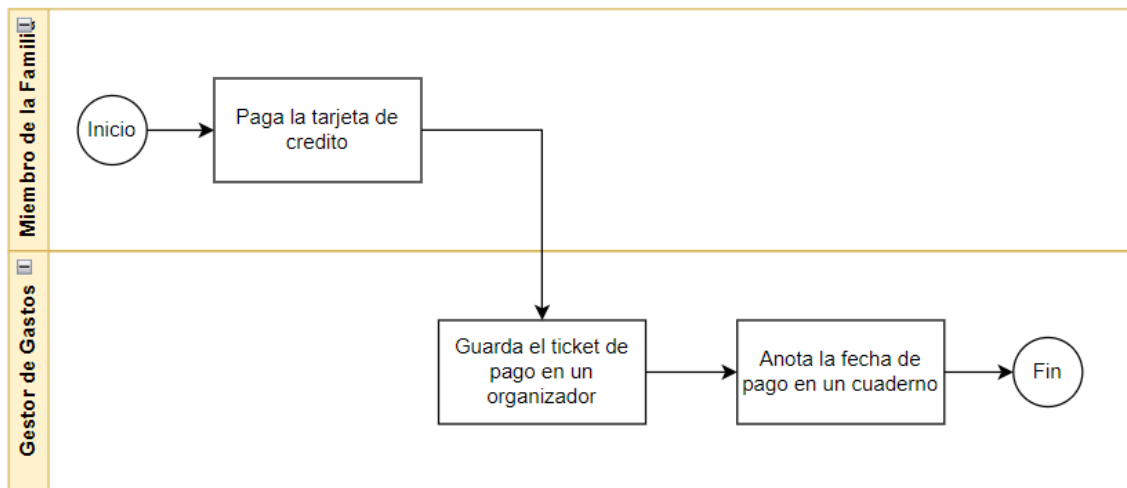 Miembro de la Familia
Inicio
Paga la tarjeta de
credito
Gestor de Gastos
Guarda el ticket de
pago en un
organizador
Anota la fecha de
pago en un cuaderno
Fin